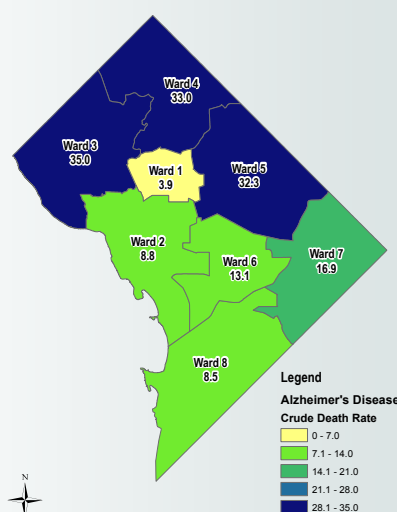 Ward 4
33.0
Ward 3
35.0
Ward 1
3.9
Ward 5
32.3
Ward 2
8.8
Ward 7
16.9
Ward 6
13.1
Ward 8
8.5
Legend
Alzheimer's Disease
Crude Death Rate
0 - 7.0
7.1 - 14.0
14.1 - 21.0
21.1 - 28.0
28.1 - 35.0
N